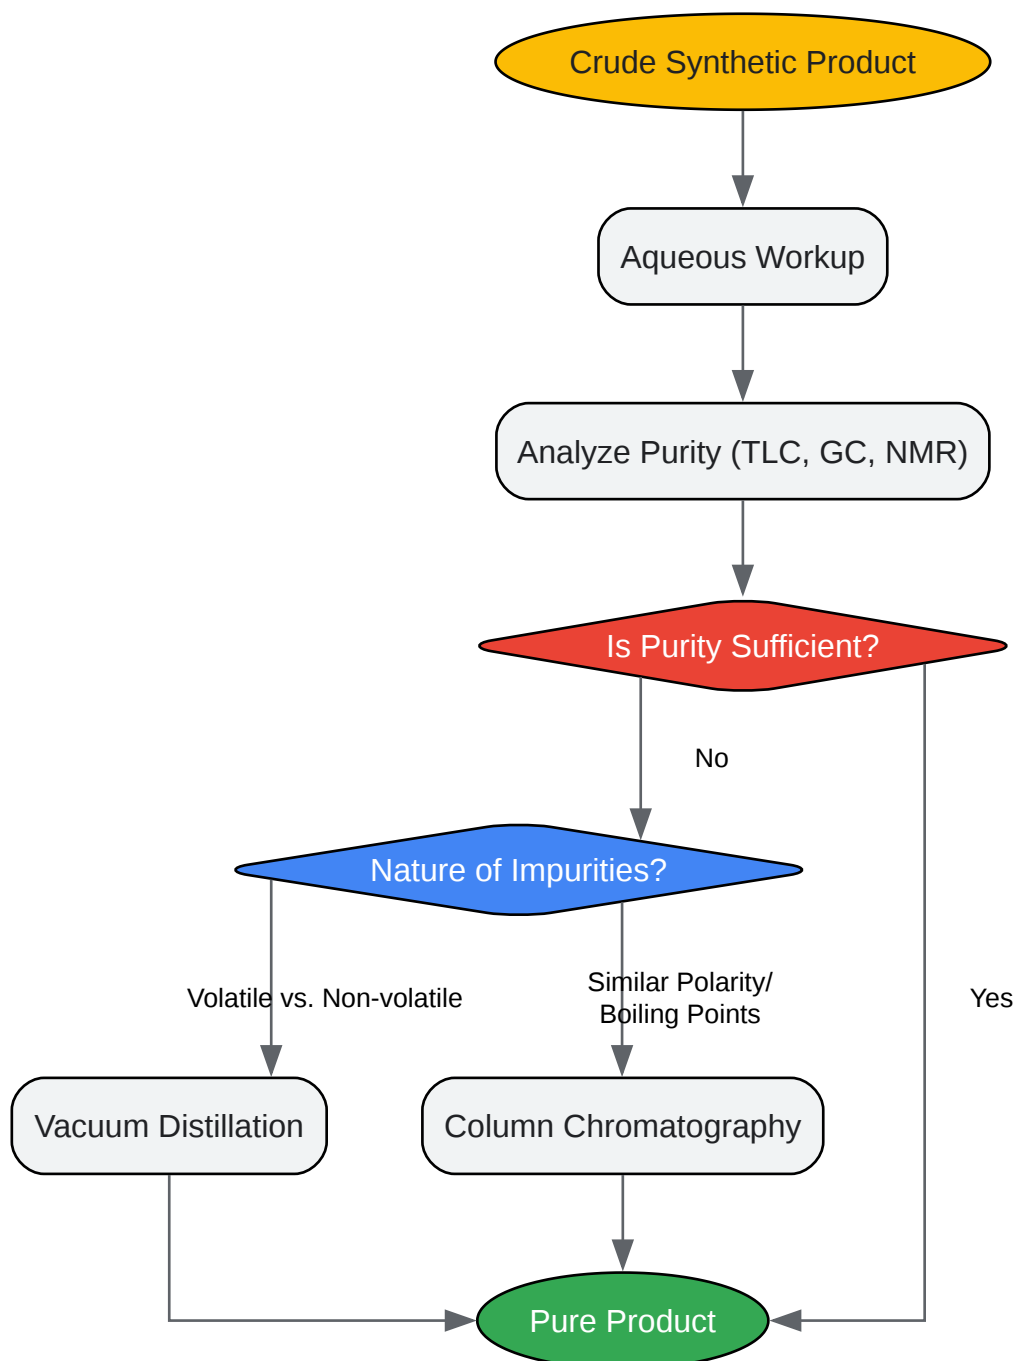 Crude Synthetic Product
Aqueous Workup
Analyze Purity (TLC, GC, NMR)
Is Purity Sufficient?
No
Nature of Impurities?
Volatile vs. Non-volatile
Similar Polarity/
Boiling Points
Yes
Vacuum Distillation
Column Chromatography
Pure Product